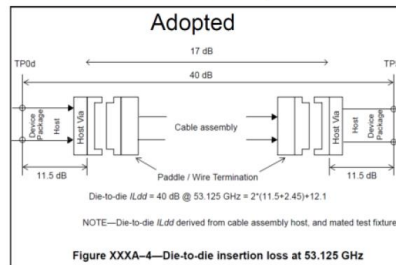 Adopted
17 dB
TP0d
TP
40 dB
Device
Package
Host
Host Via
Cable assembly
Host Via
Host
Device
Package
11.5 dB
Paddle / Wire Termination
11.5 dB
Die-to-die ILdd = 40 dB @ 53.125 GHz = 2*(11.5+2.45)+12.1
NOTE—Die-to-die ILdd derived from cable assembly host, and mated test fixture
Figure XXXA–4—Die-to-die insertion loss at 53.125 GHz